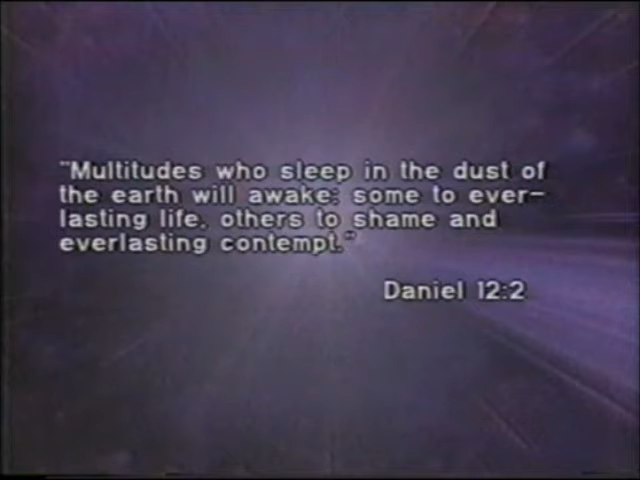 "Multitudes who sleep in the dust of
the earth will awake: some to ever-
lasting life, others to shame and
everlasting contempt."
Daniel 12:2